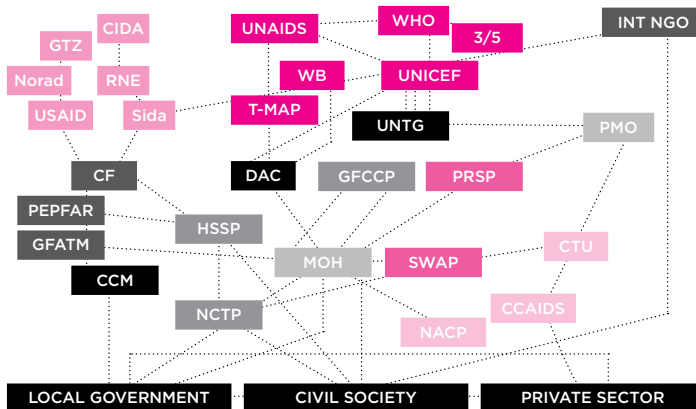 CIDA
UNAIDS
WHO
INT NGO
GTZ
3/5
Norad
RNE
WB
UNICEF
USAID
Sida
T-MAP
UNTG
PMO
CF
DAC
GFCCP
PRSP
PEPFAR
HSSP
GFATM
MOH
SWAP
CTU
CCM
NCTP
NACP
CCAIDS
LOCAL GOVERNMENT
CIVIL SOCIETY
PRIVATE SECTOR